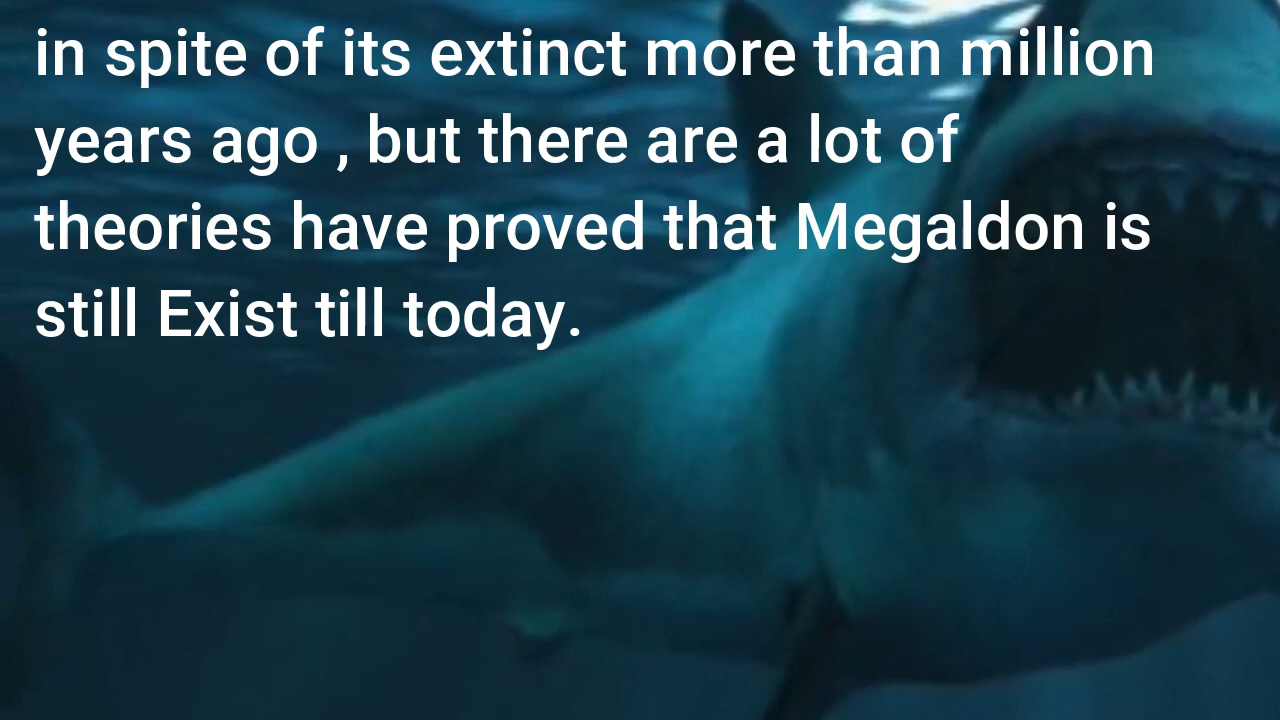 in spite of its extinct more than million
years ago , but there are a lot of
theories have proved that Megaldon is
still Exist till today.